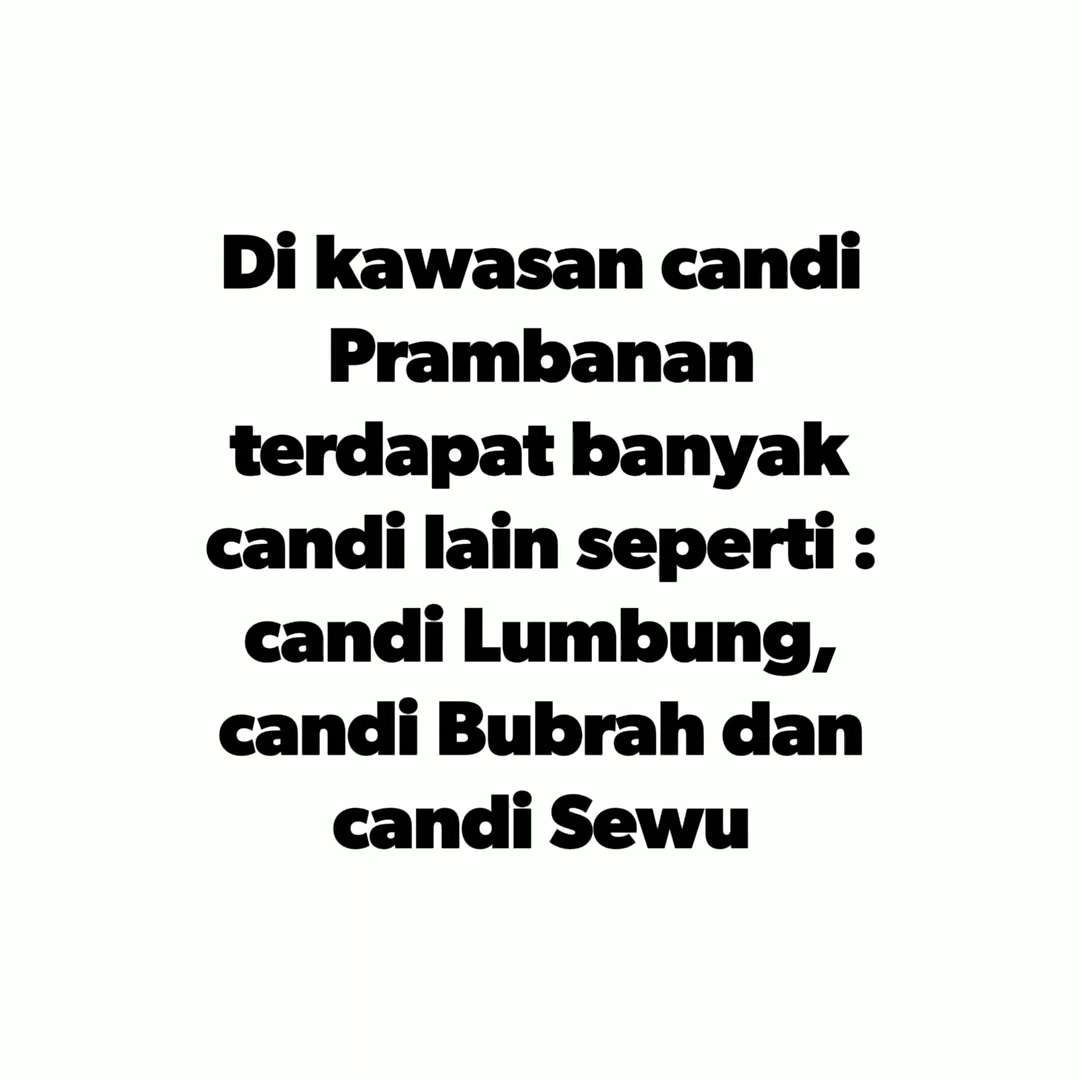 Di kawasan candi
Prambanan
terdapat banyak
candi lain seperti :
candi Lumbung,
candi Bubrah dan
candi Sewu